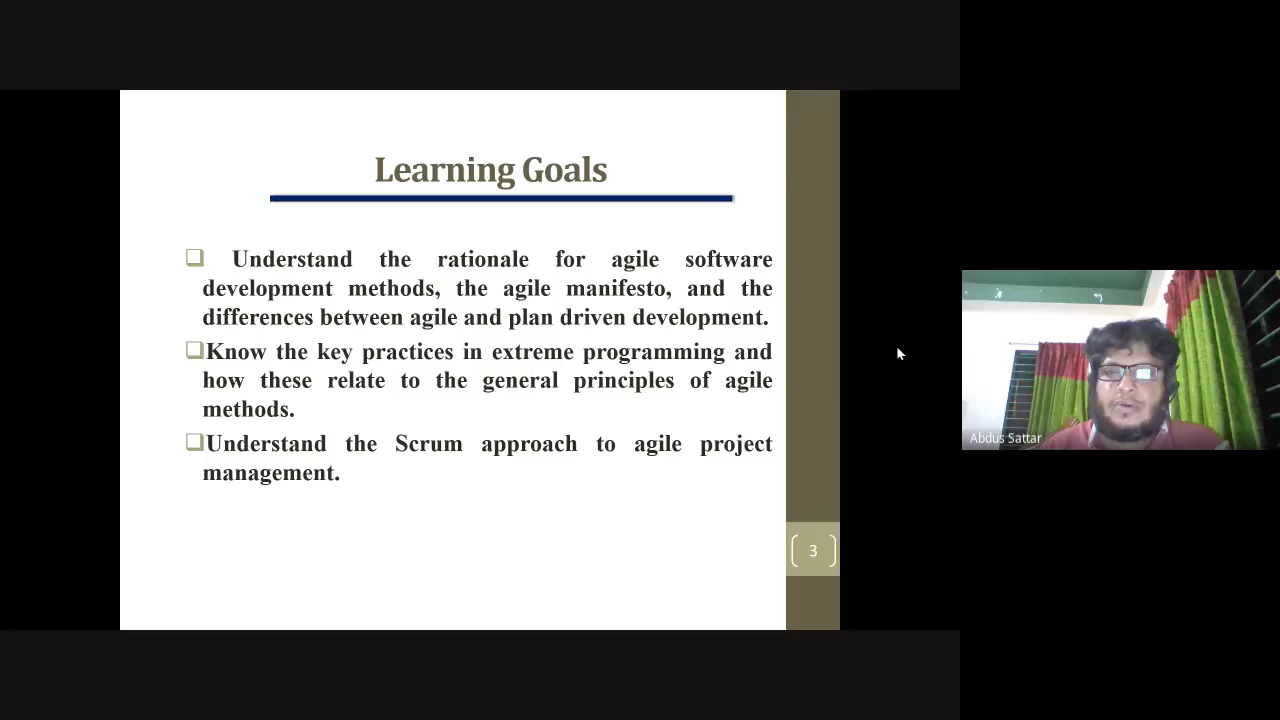 Learning Goals
❑ Understand the rationale for agile software
development methods, the agile manifesto, and the
differences between agile and plan driven development.
❑Know the key practices in extreme programming and
how these relate to the general principles of agile
methods.
❑Understand the Scrum approach to agile project
management.
3
Abdus Sattar